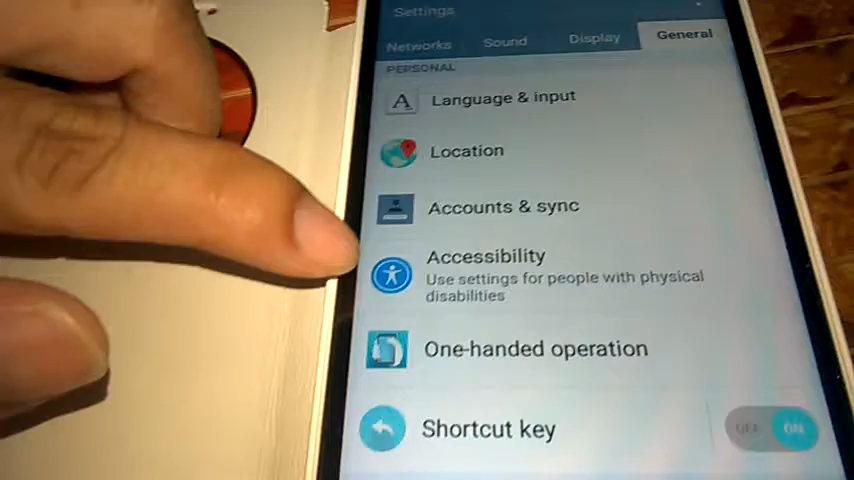 Settings
Networks Sound Display General
PERSONAL
A Language & input
Location
Accounts & sync
Accessibility
Use settings for people with physical
disabilities
One-handed operation
Shortcut key OFF ON